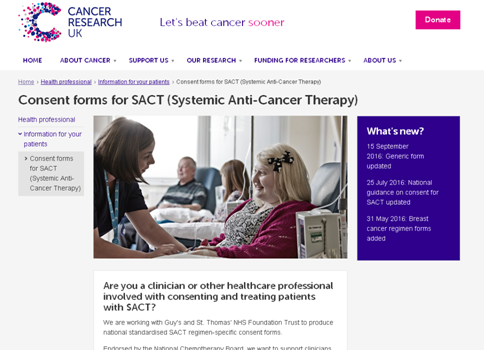 CANCER
RESEARCH
UK
Let's beat cancer sooner
Donate
HOME ABOUT CANCER SUPPORT US OUR RESEARCH FUNDING FOR RESEARCHERS ABOUT US
Home › Health professional › Information for your patients › Consent forms for SACT (Systemic Anti-Cancer Therapy)
Consent forms for SACT (Systemic Anti-Cancer Therapy)
Health professional
Information for your
patients
Consent forms
for SACT
(Systemic Anti-
Cancer Therapy)
What's new?
15 September
2016: Generic form
updated
25 July 2016: National
guidance on consent for
SACT updated
31 May 2016: Breast
cancer regimen forms
added
Are you a clinician or other healthcare professional
involved with consenting and treating patients
with SACT?
We are working with Guy's and St. Thomas' NHS Foundation Trust to produce
national standardised SACT regimen-specific consent forms.
Endorsed by the National Chemotherapy Board, we want to support clinicians